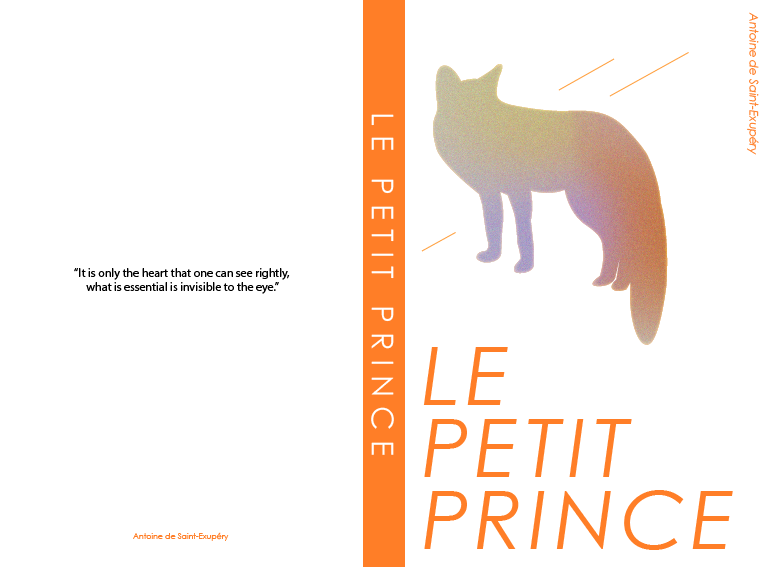 “It is only the heart that one can see rightly,
what is essential is invisible to the eye.”
Antoine de Saint-Exupéry
LE PETIT PRINCE
Antoine de Saint-Exupéry
LE
PETIT
PRINCE